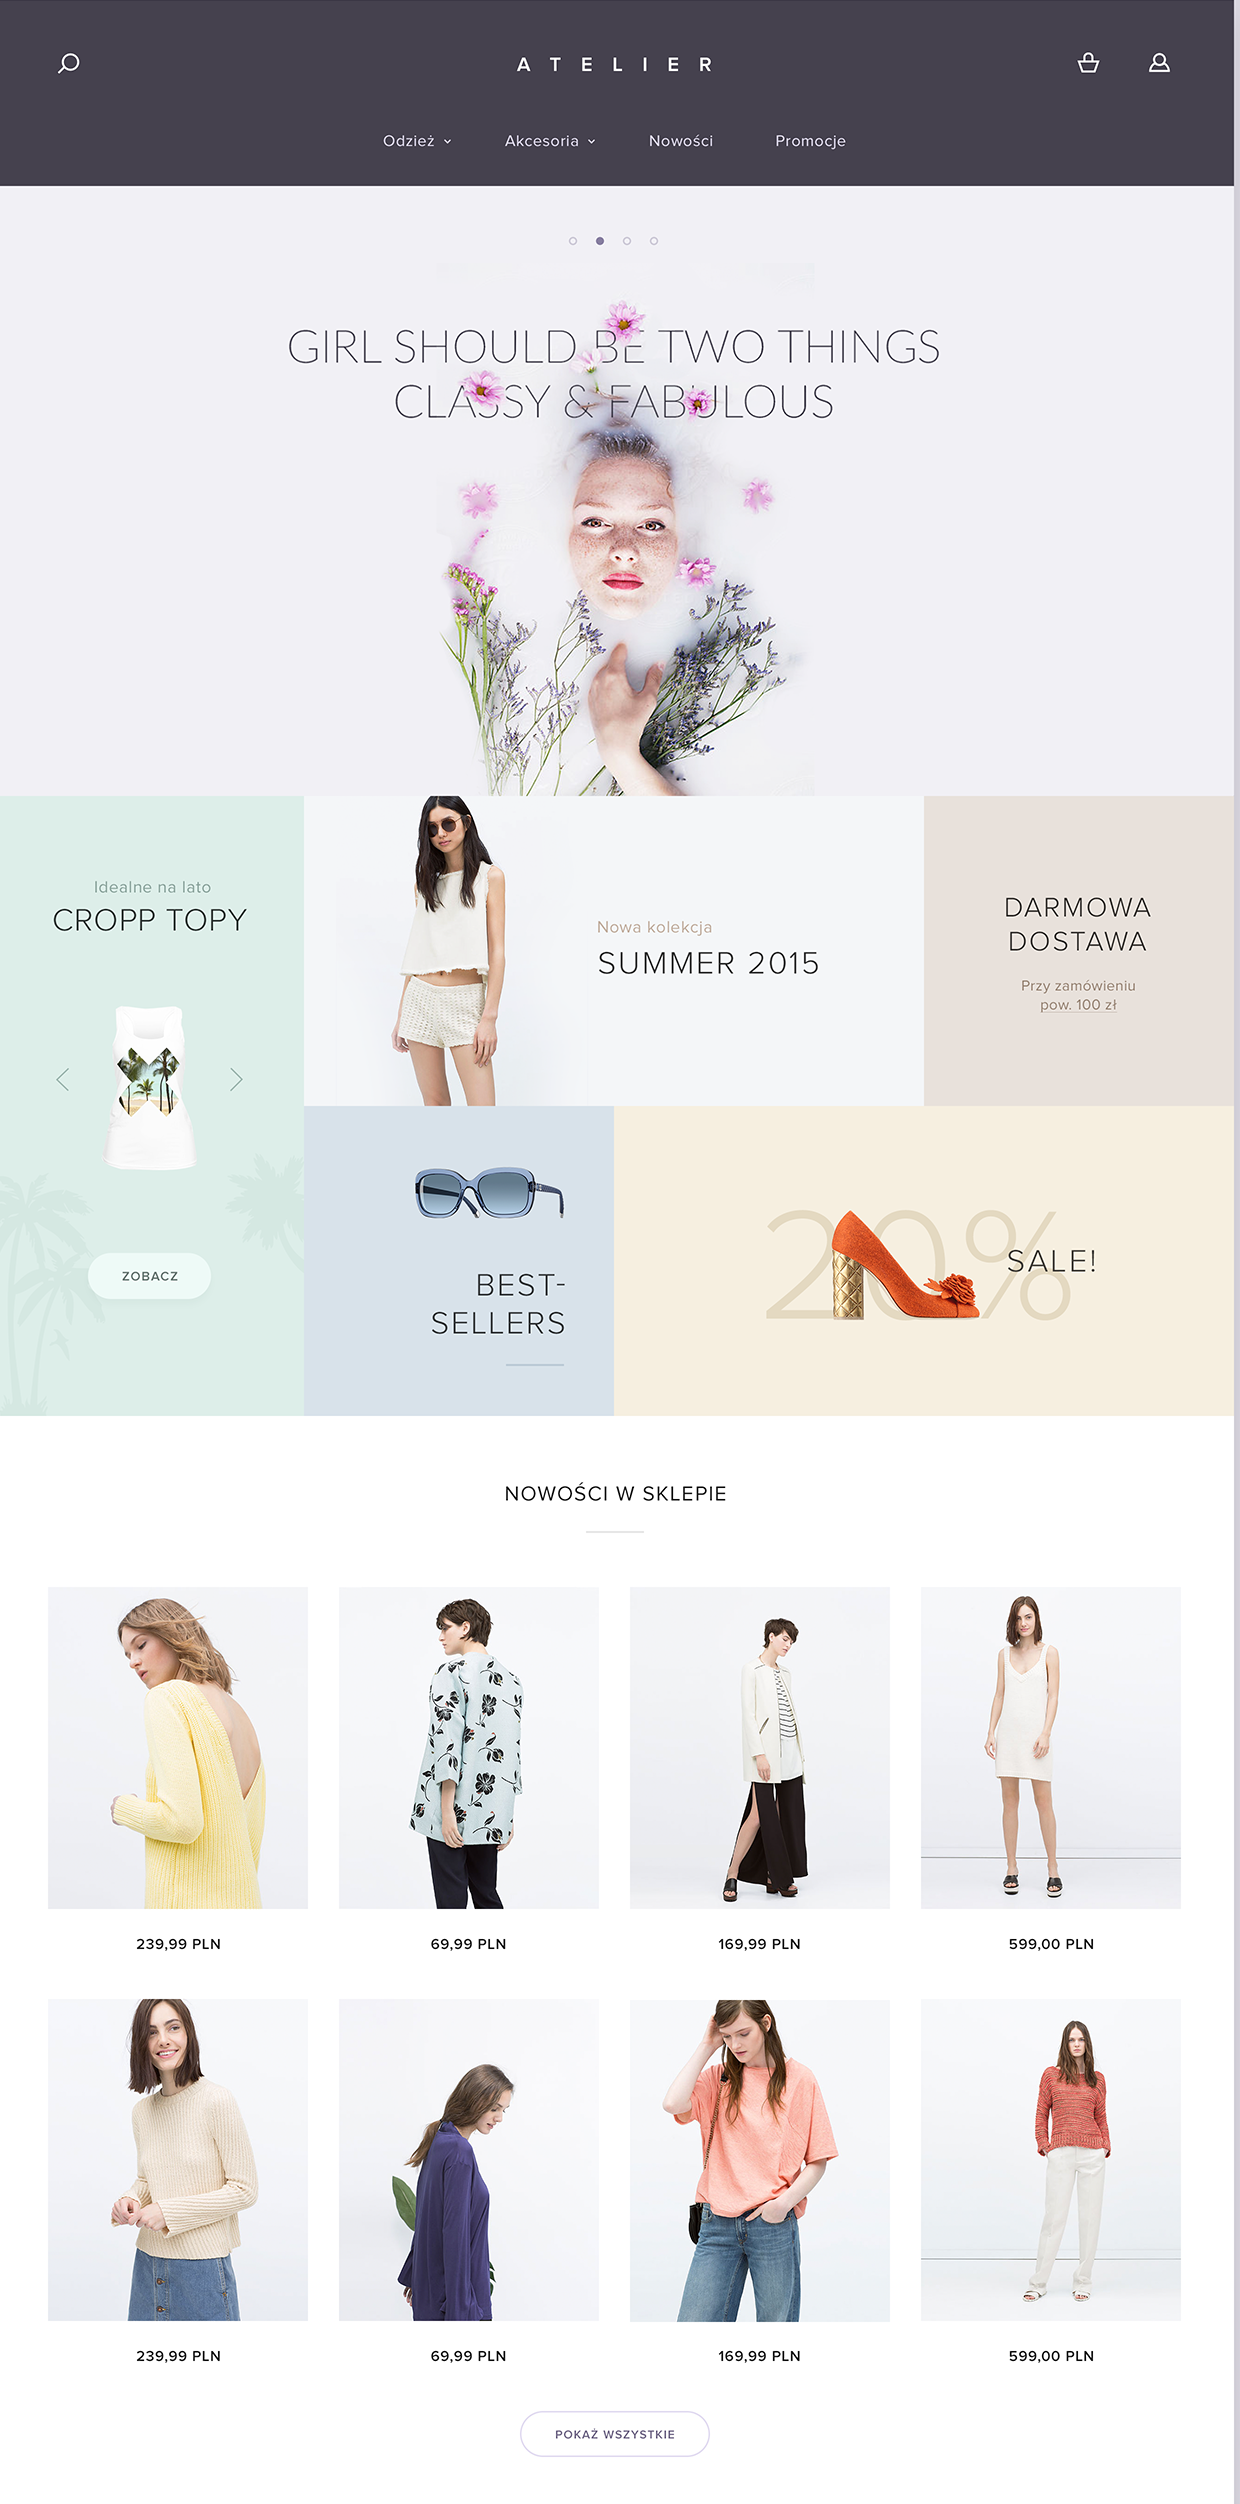 ATELIER
Odzież
Akcesoria
Nowości
Promocje
GIRL SHOULD BE TWO THINGS
CLASSY & FABULOUS
Idealne na lato
CROPP TOPY
ZOBACZ
Nowa kolekcja
SUMMER 2015
DARMOWA
DOSTAWA
Przy zamówieniu
pow. 100 zł
BEST-
SELLERS
20%
SALE!
NOWOŚCI W SKLEPIE
239,99 PLN
69,99 PLN
169,99 PLN
599,00 PLN
239,99 PLN
69,99 PLN
169,99 PLN
599,00 PLN
POKAŻ WSZYSTKIE